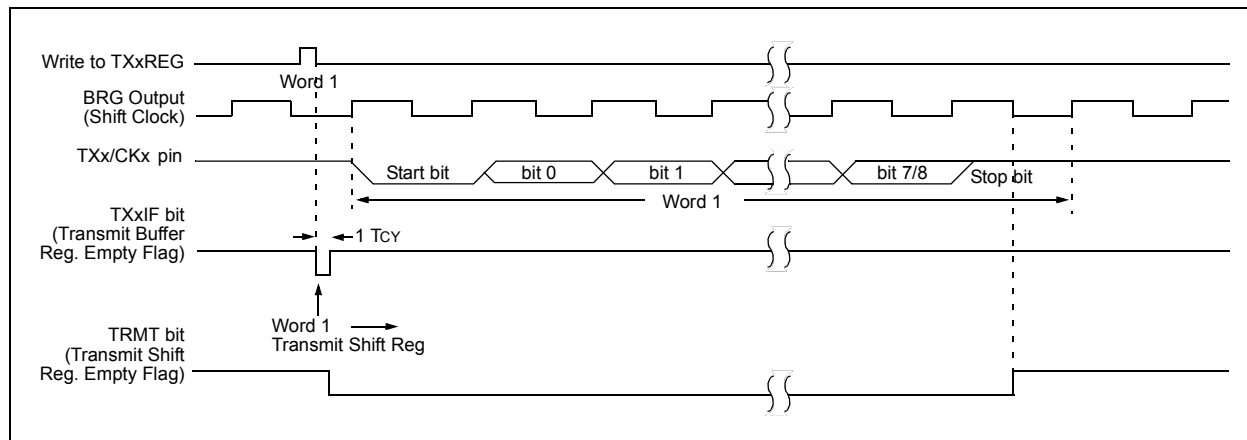 Write to TXxREG
Word 1
BRG Output
(Shift Clock)
TXx/CKx pin
Start bit
bit 0
bit 1
bit 7/8
Stop bit
Word 1
TXxIF bit
(Transmit Buffer
Reg. Empty Flag)
1 TCY
Word 1
Transmit Shift Reg
TRMT bit
(Transmit Shift
Reg. Empty Flag)